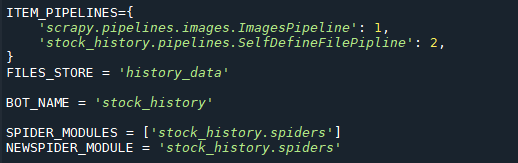 ITEM_PIPELINES={
    'scrapy.pipelines.images.ImagesPipeline': 1,
    'stock_history.pipelines.SelfDefineFilePipline': 2,
}
FILES_STORE = 'history_data'
BOT_NAME = 'stock_history'
SPIDER_MODULES = ['stock_history.spiders']
NEWSPIDER_MODULE = 'stock_history.spiders'